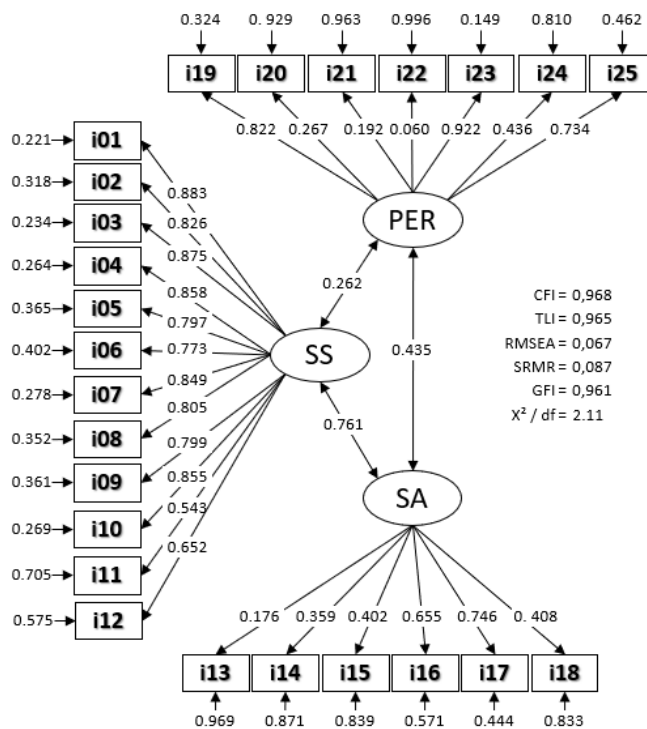 0.324 0. 929 0.963 0.996 0.149 0.810 0.462
i19 i20 i21 i22 i23 i24 i25
0.822 0.267 0.192 0.060 0.922 0.436 0.734
PER
0.221 i01
0.318 i02
0.234 i03
0.264 i04
0.365 i05
0.402 i06
0.278 i07
0.352 i08
0.361 i09
0.269 i10
0.705 i11
0.575 i12
0.883
0.826
0.875
0.858
0.797
0.773
0.849
0.805
0.799
0.855
0.543
0.652
SS
0.262
0.435
0.761
CFI = 0,968
TLI = 0,965
RMSEA = 0,067
SRMR = 0,087
GFI = 0,961
X² / df = 2.11
SA
0.176 0.359 0.402 0.655 0.746 0. 408
i13 i14 i15 i16 i17 i18
0.969 0.871 0.839 0.571 0.444 0.833